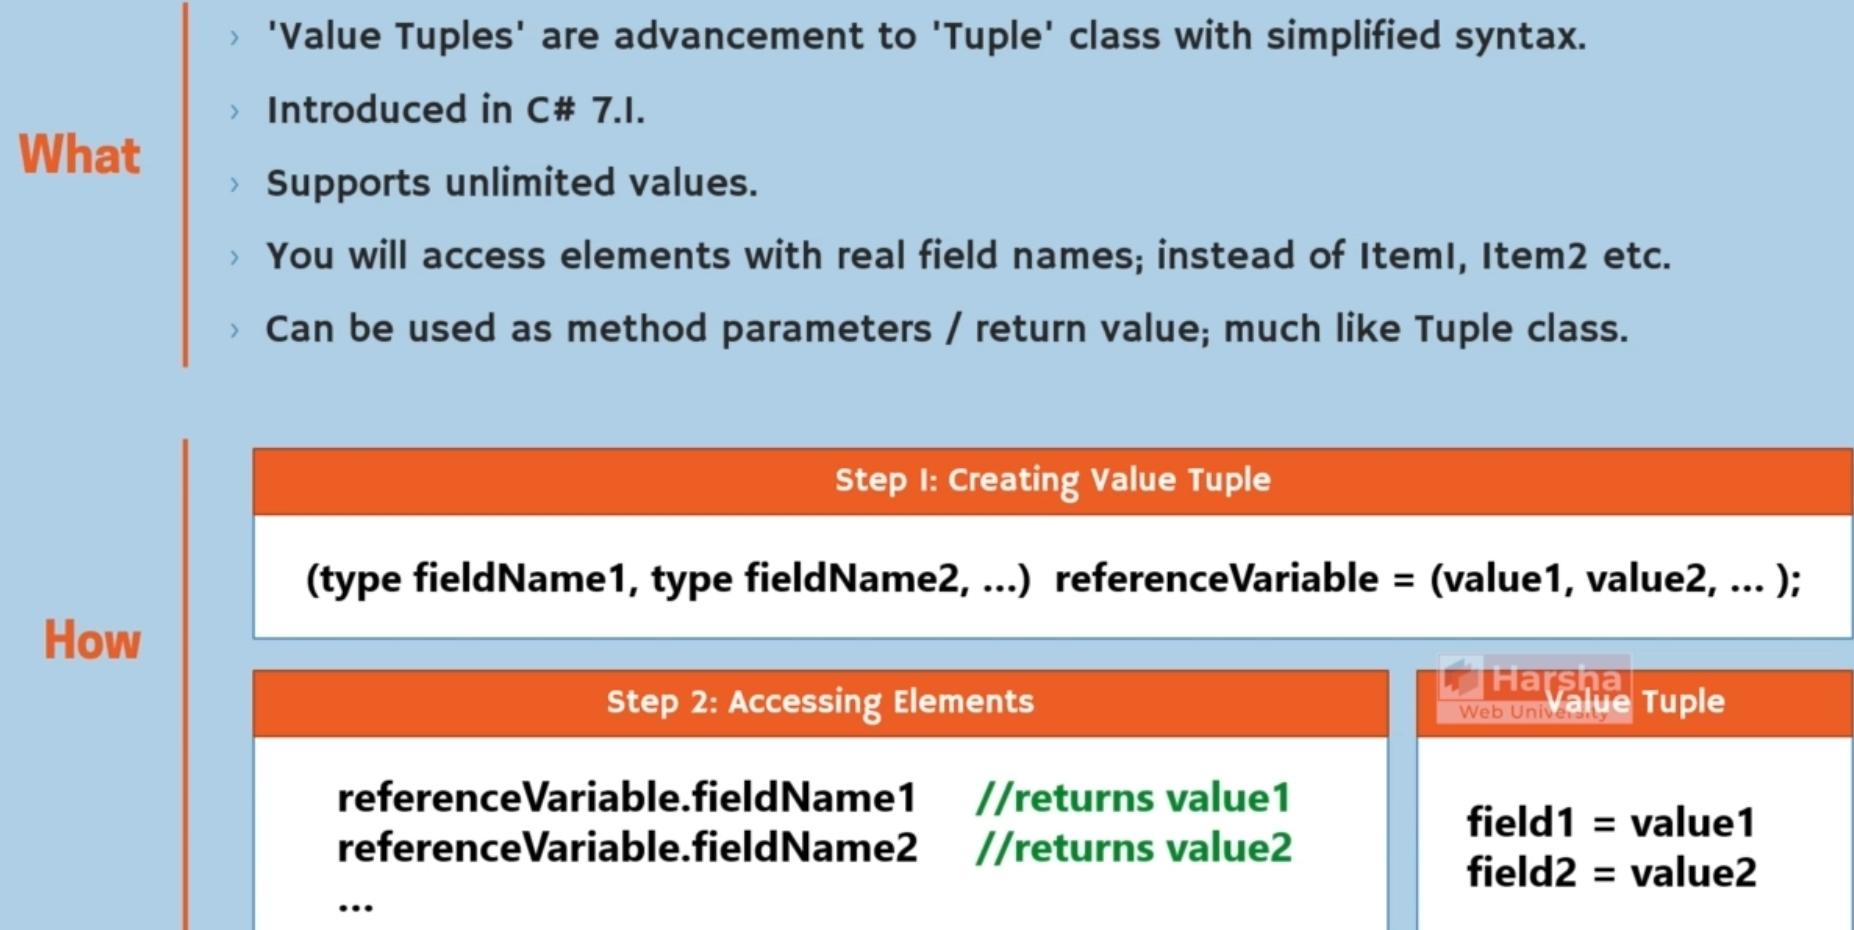 What
'Value Tuples' are advancement to 'Tuple' class with simplified syntax.
Introduced in C# 7.1.
Supports unlimited values.
You will access elements with real field names; instead of Item1, Item2 etc.
Can be used as method parameters / return value; much like Tuple class.
How
Step 1: Creating Value Tuple
(type fieldName1, type fieldName2, ...) referenceVariable = (value1, value2, ... );
Step 2: Accessing Elements
referenceVariable.fieldName1 //returns value1
referenceVariable.fieldName2 //returns value2
...
Harsha
Web University
Value Tuple
field1 = value1
field2 = value2